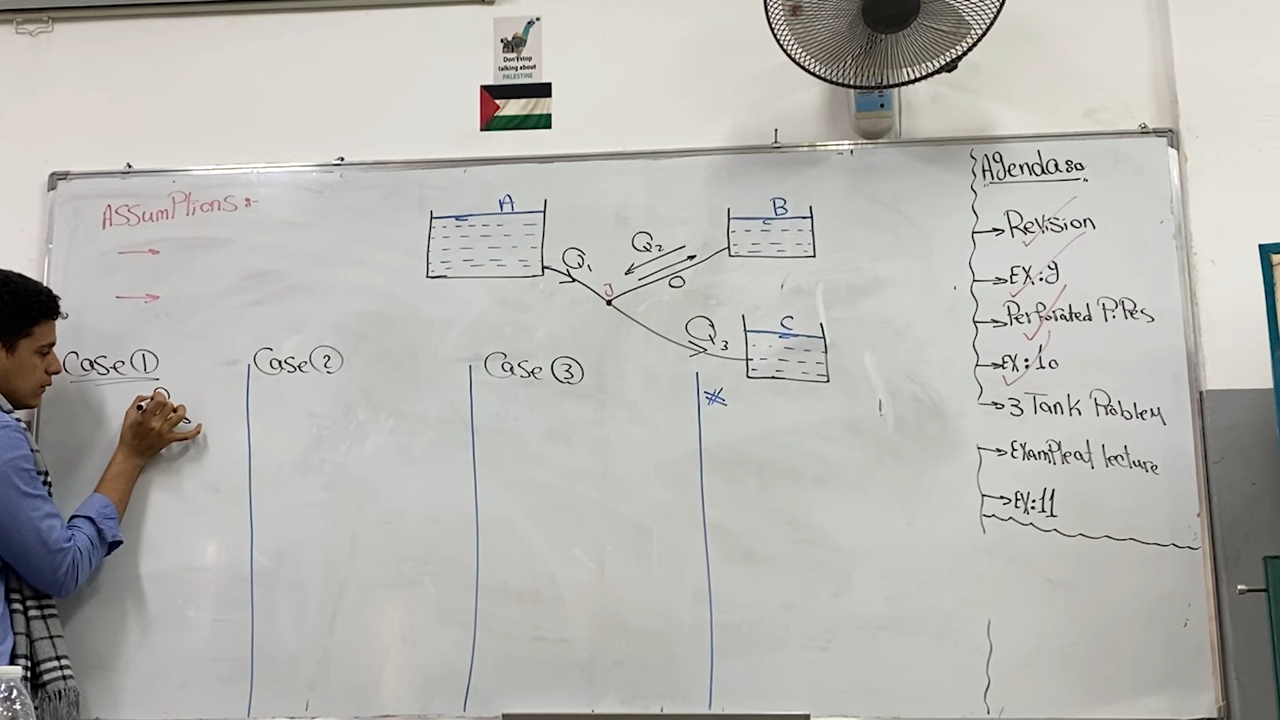 Don't stop
talking about
PALESTINE
Assumptions:-
A
B
Q₁
Q₂
O
J
Q₃
C
Case ①
Case ②
Case ③
#
Agenda:
Revision
EX:9
Perforated Pipes
EX:10
3 Tank Problem
Example at lecture
EX:11